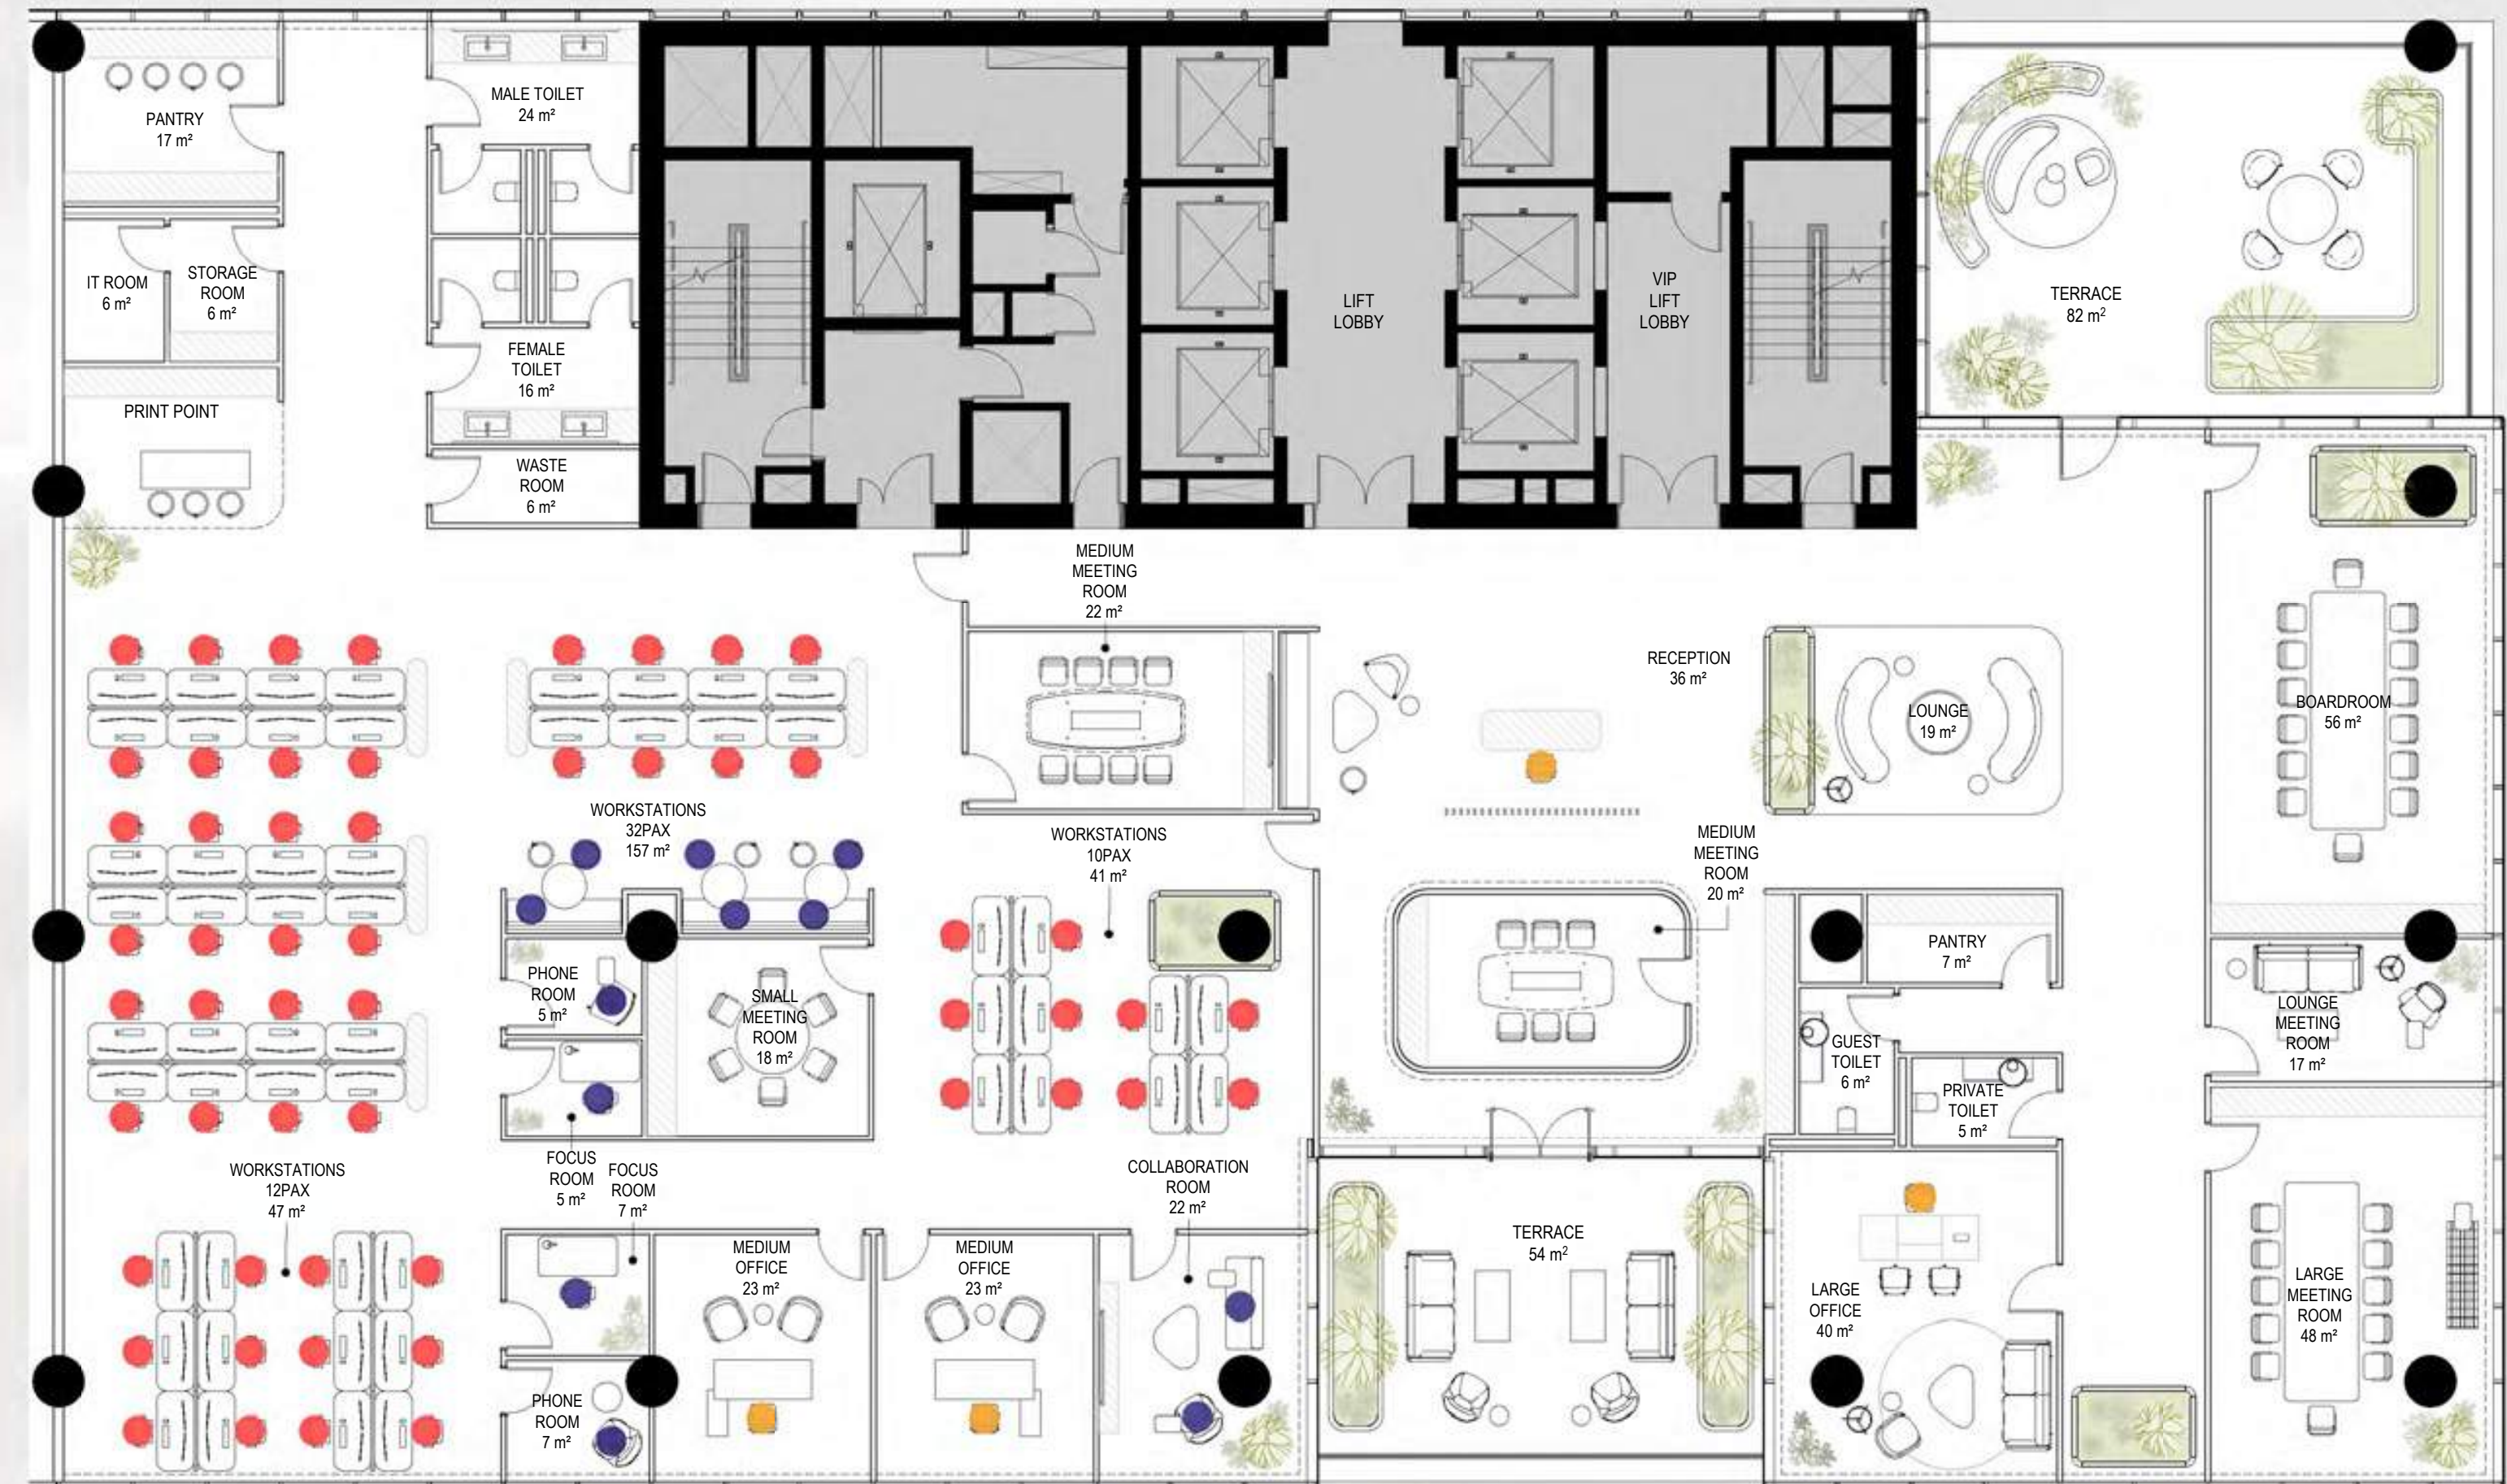 MALE TOILET
24 m²
PANTRY
17 m²
IT ROOM
6 m²
STORAGE
ROOM
6 m²
FEMALE
TOILET
16 m²
PRINT POINT
WASTE
ROOM
6 m²
LIFT
LOBBY
VIP
LIFT
LOBBY
TERRACE
82 m²
MEDIUM
MEETING
ROOM
22 m²
RECEPTION
36 m²
LOUNGE
19 m²
BOARDROOM
56 m²
WORKSTATIONS
32PAX
157 m²
WORKSTATIONS
10PAX
41 m²
MEDIUM
MEETING
ROOM
20 m²
PANTRY
7 m²
PHONE
ROOM
5 m²
SMALL
MEETING
ROOM
18 m²
GUEST
TOILET
6 m²
LOUNGE
MEETING
ROOM
17 m²
PRIVATE
TOILET
5 m²
WORKSTATIONS
12PAX
47 m²
FOCUS
ROOM
5 m²
FOCUS
ROOM
7 m²
COLLABORATION
ROOM
22 m²
MEDIUM
OFFICE
23 m²
MEDIUM
OFFICE
23 m²
TERRACE
54 m²
LARGE
OFFICE
40 m²
LARGE
MEETING
ROOM
48 m²
PHONE
ROOM
7 m²